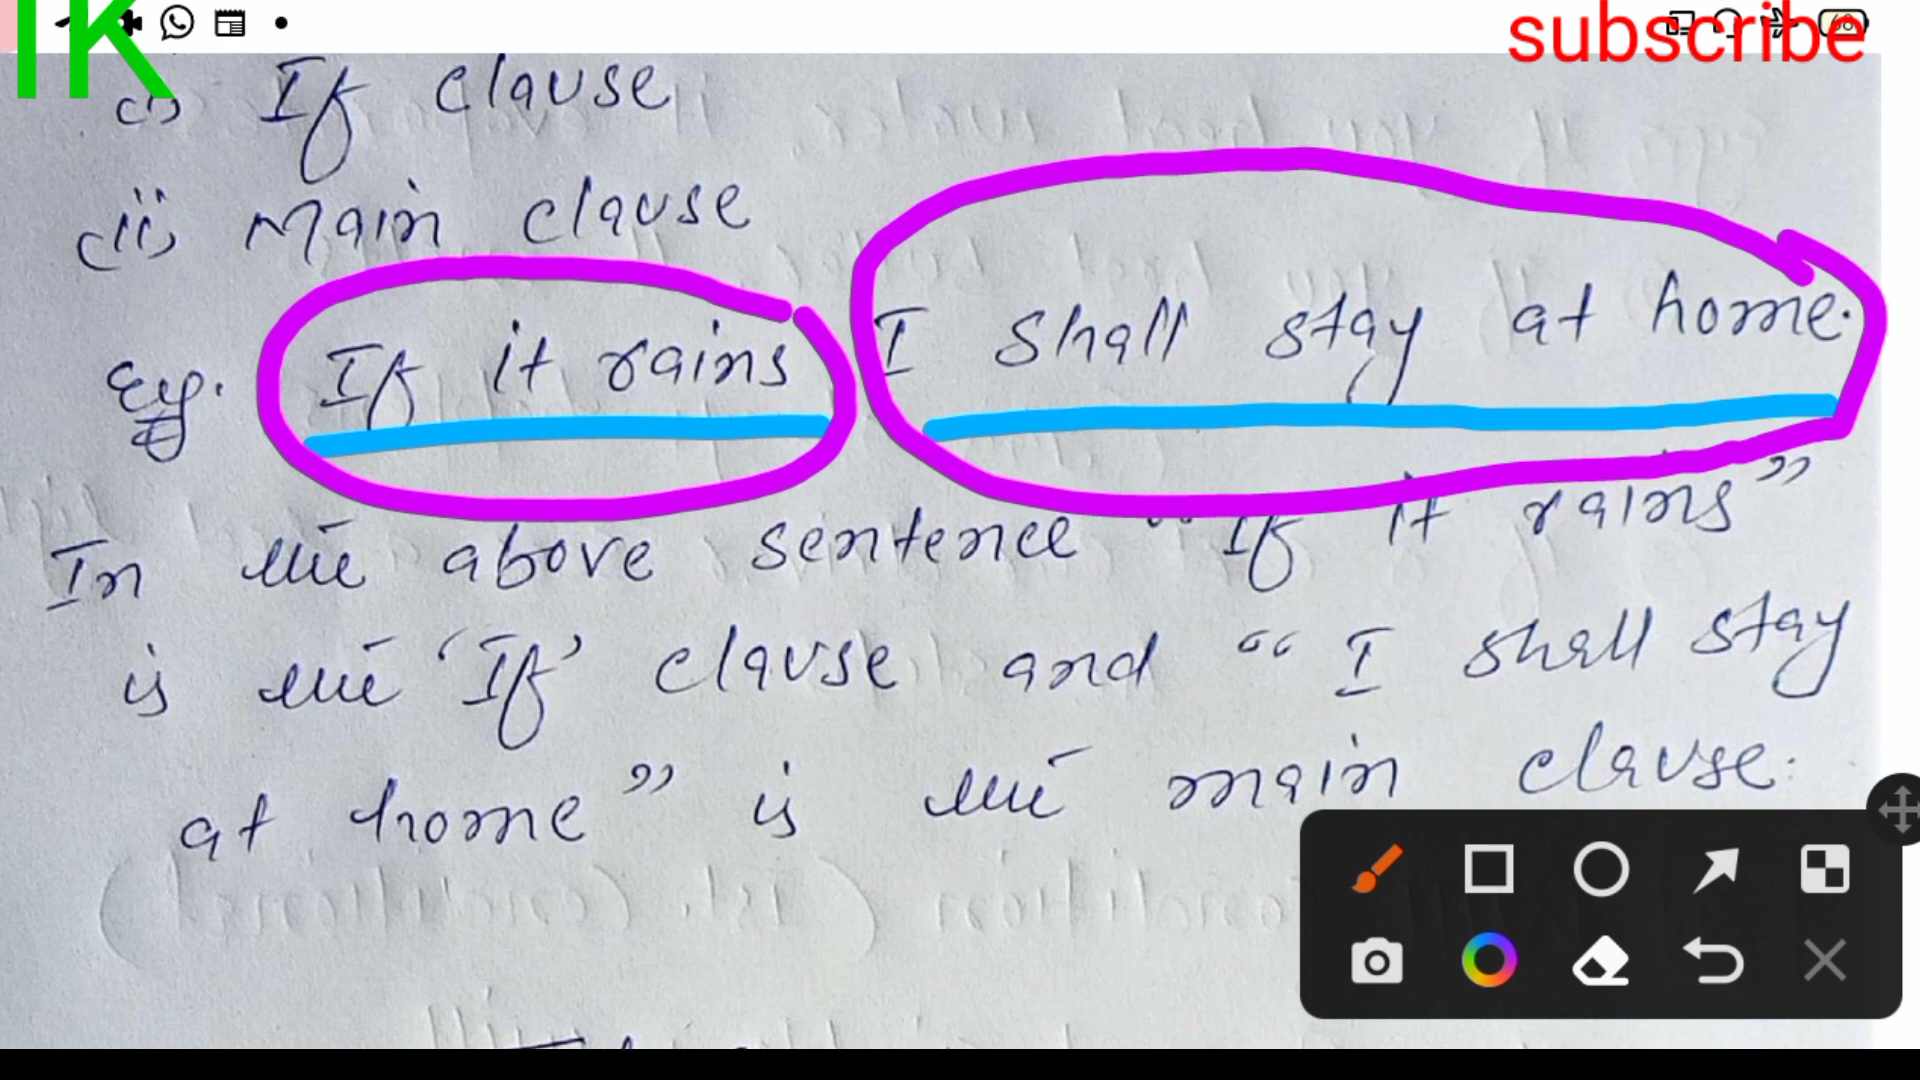 IK
subscribe
(i) If clause
(ii) Main clause
Eg. If it rains I shall stay at home.
In the above sentence "If it rains"
is the 'If' clause and " I shall stay
at home" is the main clause.